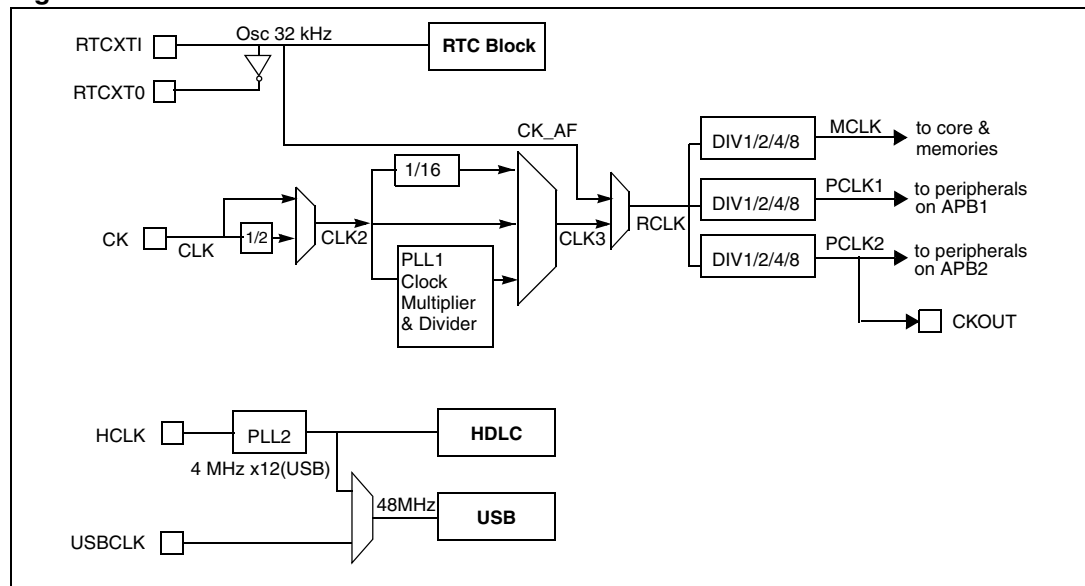 RTCXTI
Osc 32 kHz
RTC Block
RTCXT0
CK_AF
1/16
DIV1/2/4/8
MCLK
to core &
memories
CK
CLK
1/2
CLK2
PLL1
Clock
Multiplier
& Divider
CLK3
RCLK
DIV1/2/4/8
PCLK1
to peripherals
on APB1
DIV1/2/4/8
PCLK2
to peripherals
on APB2
CKOUT
HCLK
PLL2
HDLC
4 MHz x12(USB)
48MHz
USB
USBCLK